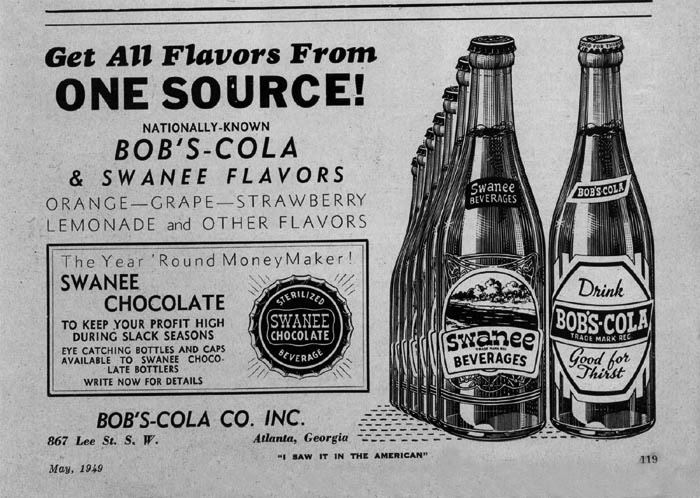 Get All Flavors From
ONE SOURCE!
NATIONALLY-KNOWN
BOB'S-COLA
& SWANEE FLAVORS
ORANGE—GRAPE—STRAWBERRY
LEMONADE and OTHER FLAVORS
The Year 'Round MoneyMaker!
SWANEE
CHOCOLATE
TO KEEP YOUR PROFIT HIGH
DURING SLACK SEASONS
EYE CATCHING BOTTLES AND CAPS
AVAILABLE TO SWANEE CHOCO-
LATE BOTTLERS
WRITE NOW FOR DETAILS
STERILIZED
SWANEE
CHOCOLATE
BEVERAGE
BOB'S-COLA CO. INC.
867 Lee St. S. W. Atlanta, Georgia
Swanee
BEVERAGES
Swanee
TRADE MARK REG
BEVERAGES
BOB'S COLA
Drink
BOB'S-COLA
TRADE MARK REG
Good for
Thirst
"I SAW IT IN THE AMERICAN"
May, 1949
119